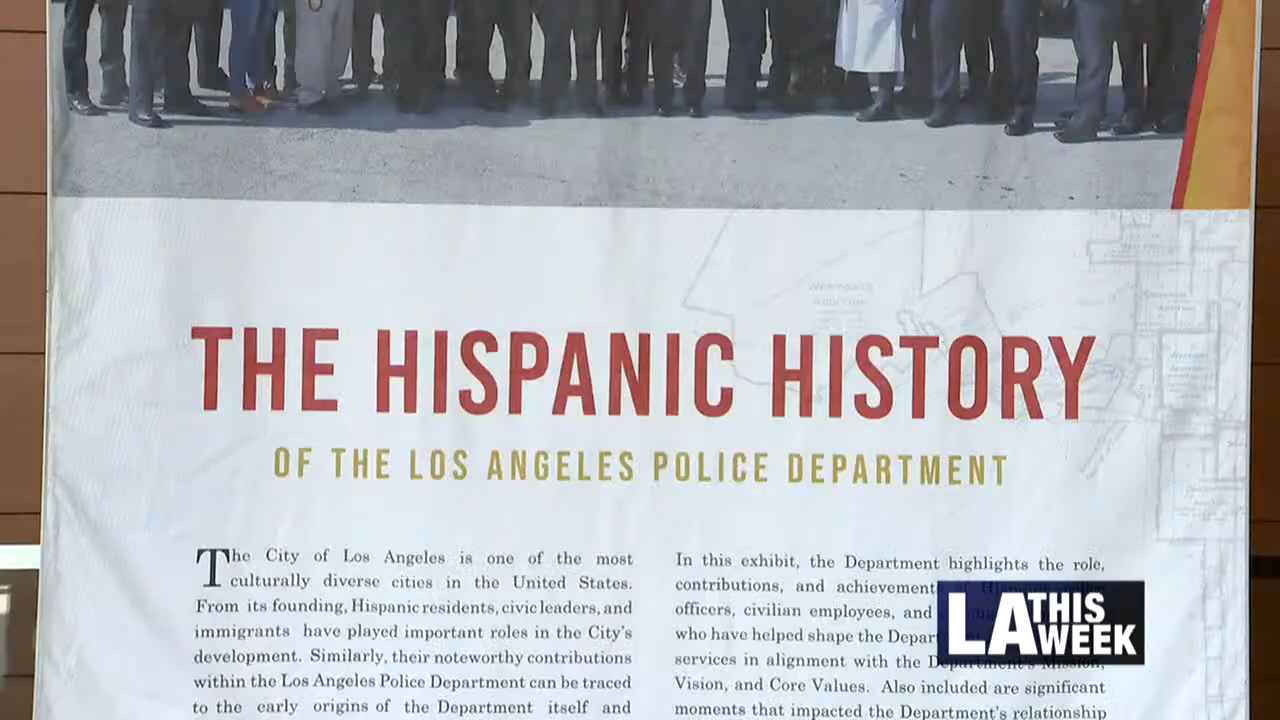 THE HISPANIC HISTORY
OF THE LOS ANGELES POLICE DEPARTMENT
The City of Los Angeles is one of the most
culturally diverse cities in the United States.
From its founding, Hispanic residents, civic leaders, and
immigrants have played important roles in the City's
development. Similarly, their noteworthy contributions
within the Los Angeles Police Department can be traced
to the early origins of the Department itself and
In this exhibit, the Department highlights the role,
contributions, and achievements
officers, civilian employees, and
who have helped shape the
services in alignment with the Department's Mission,
Vision, and Core Values. Also included are significant
moments that impacted the Department's relationship
LA THIS WEEK